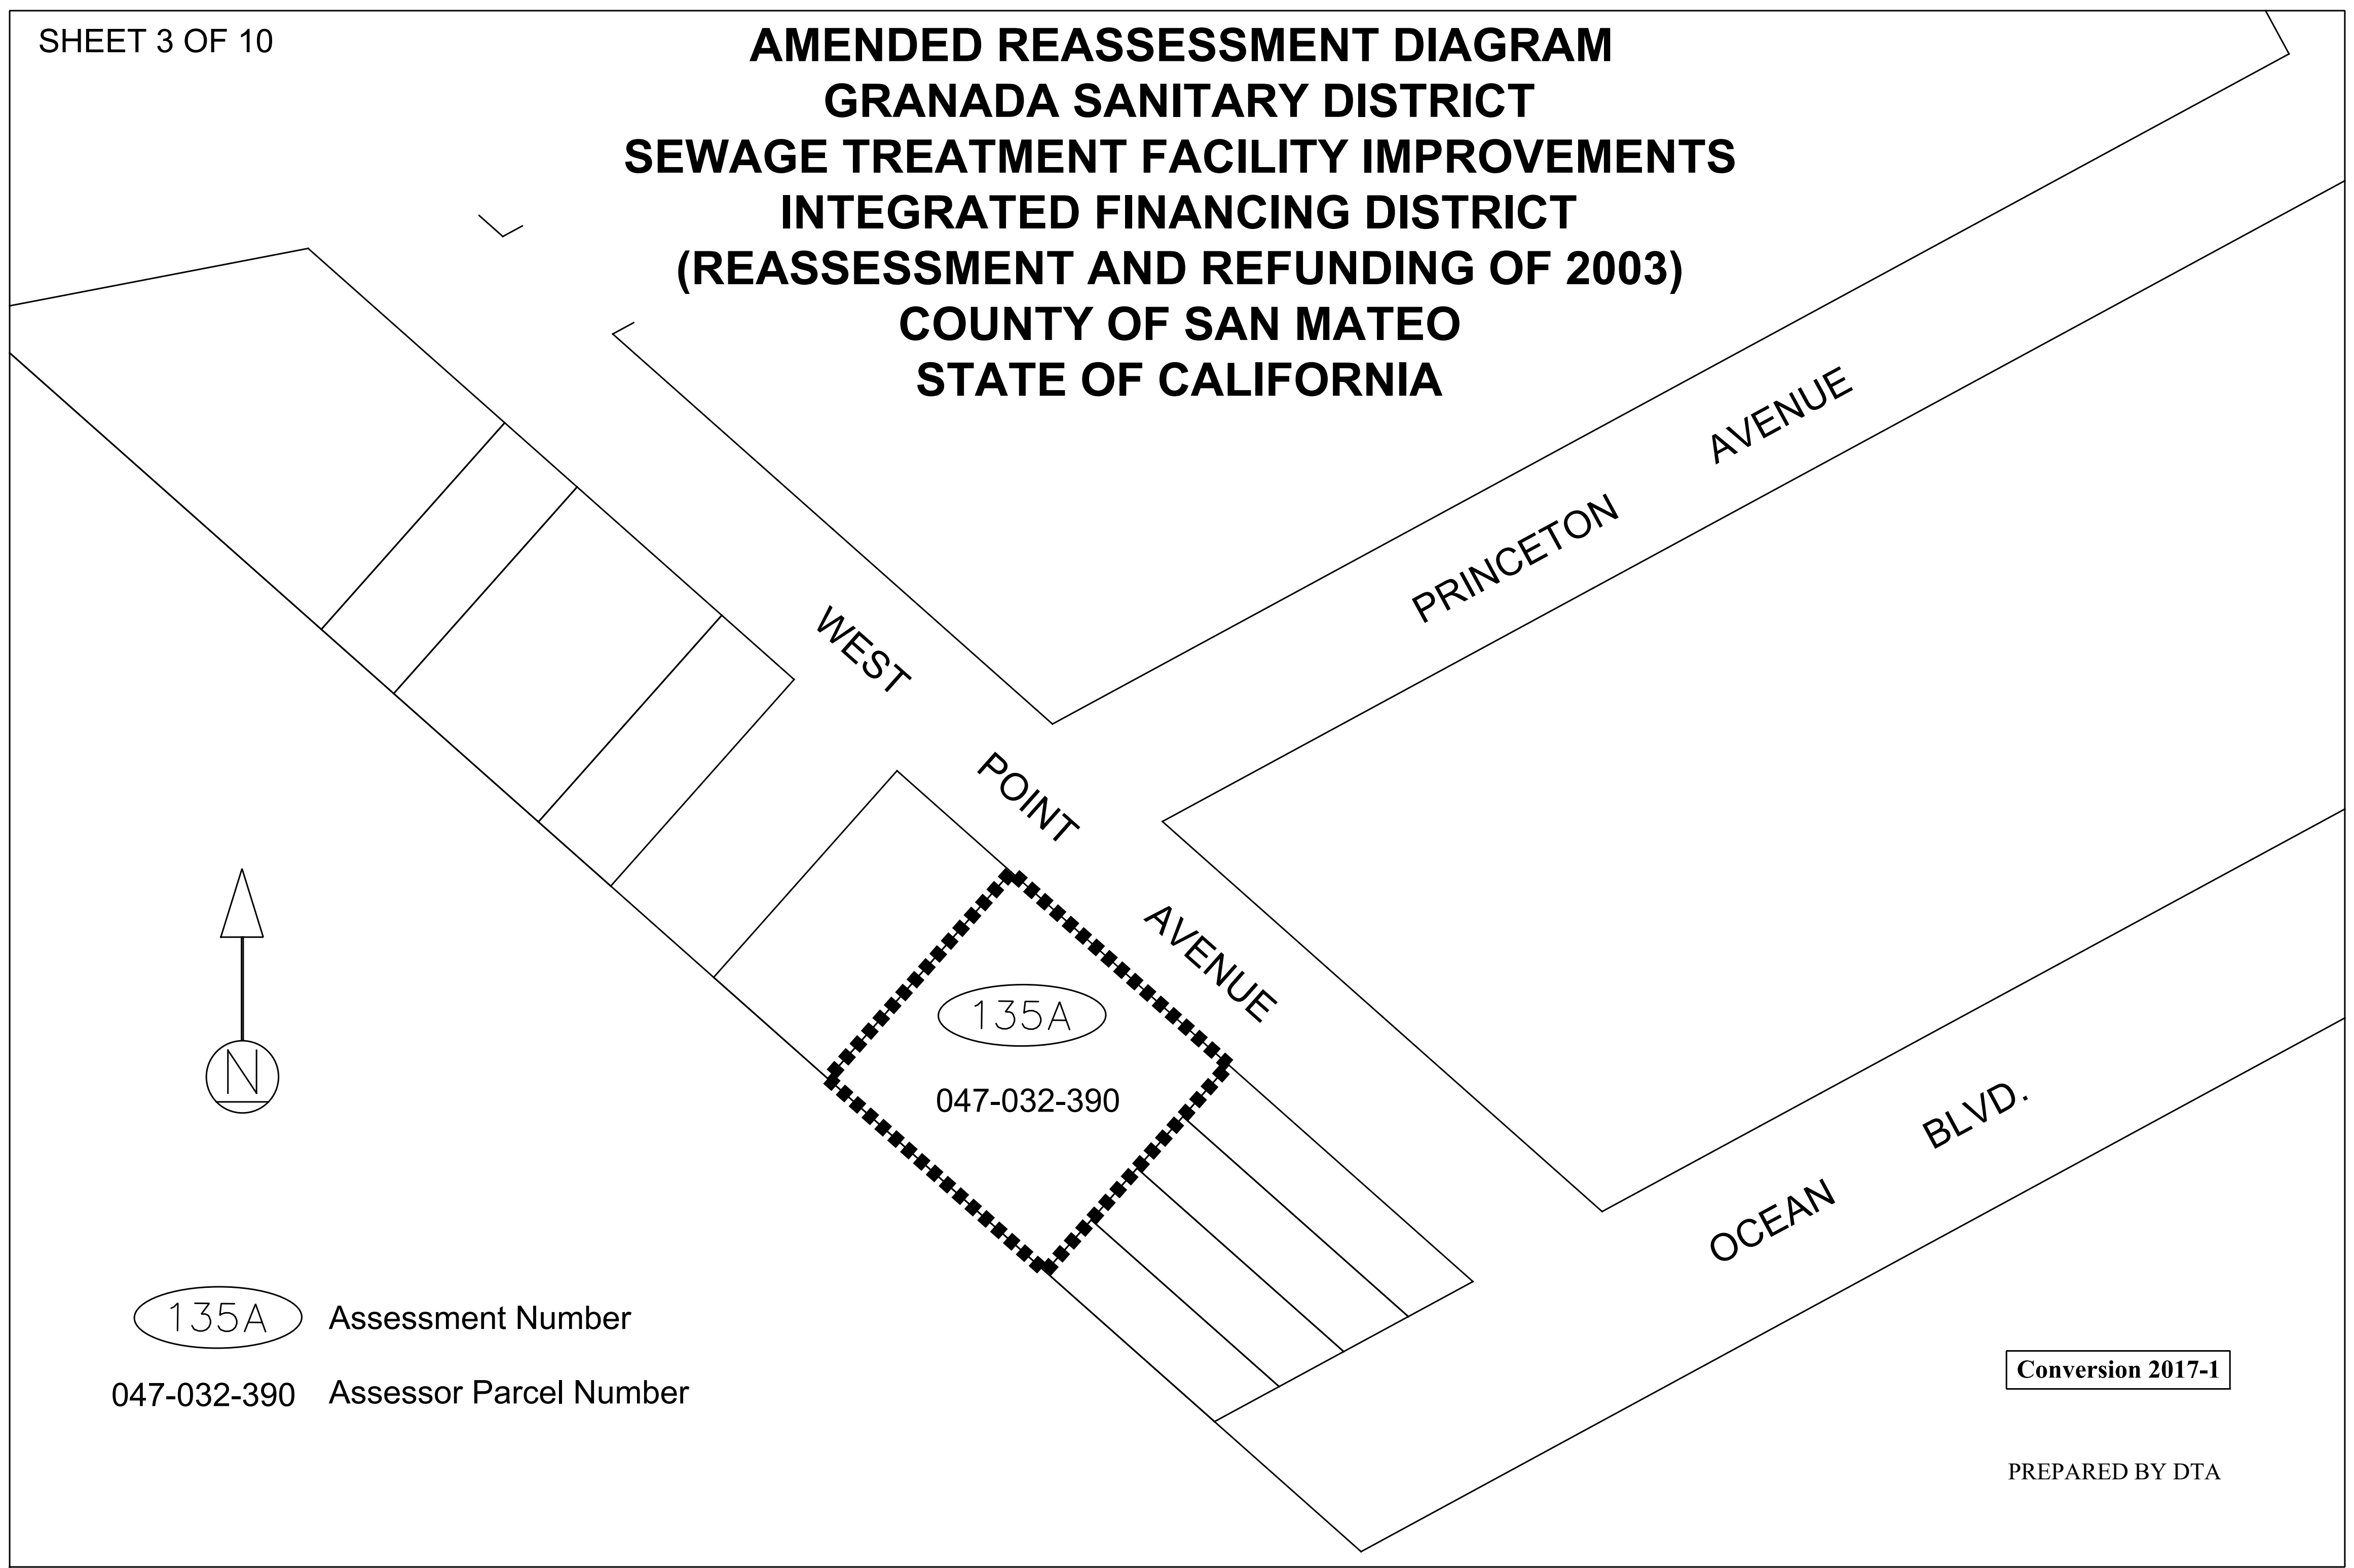 SHEET 3 OF 10
AMENDED REASSESSMENT DIAGRAM
GRANADA SANITARY DISTRICT
SEWAGE TREATMENT FACILITY IMPROVEMENTS
INTEGRATED FINANCING DISTRICT
(REASSESSMENT AND REFUNDING OF 2003)
COUNTY OF SAN MATEO
STATE OF CALIFORNIA
PRINCETON AVENUE
WEST POINT AVENUE
135A
047-032-390
N
OCEAN BLVD.
135A Assessment Number
047-032-390 Assessor Parcel Number
Conversion 2017-1
PREPARED BY DTA